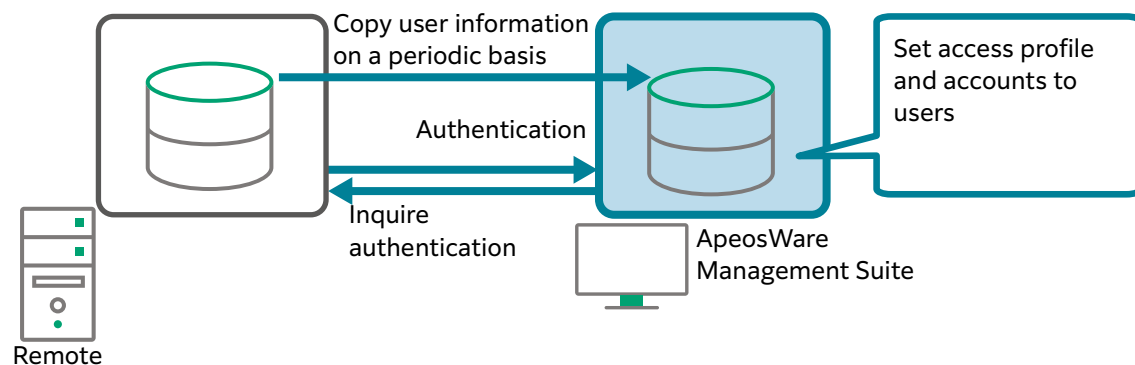 Copy user information
on a periodic basis
Set access profile
and accounts to
users
Authentication
Inquire
authentication
ApeosWare
Management Suite
Remote